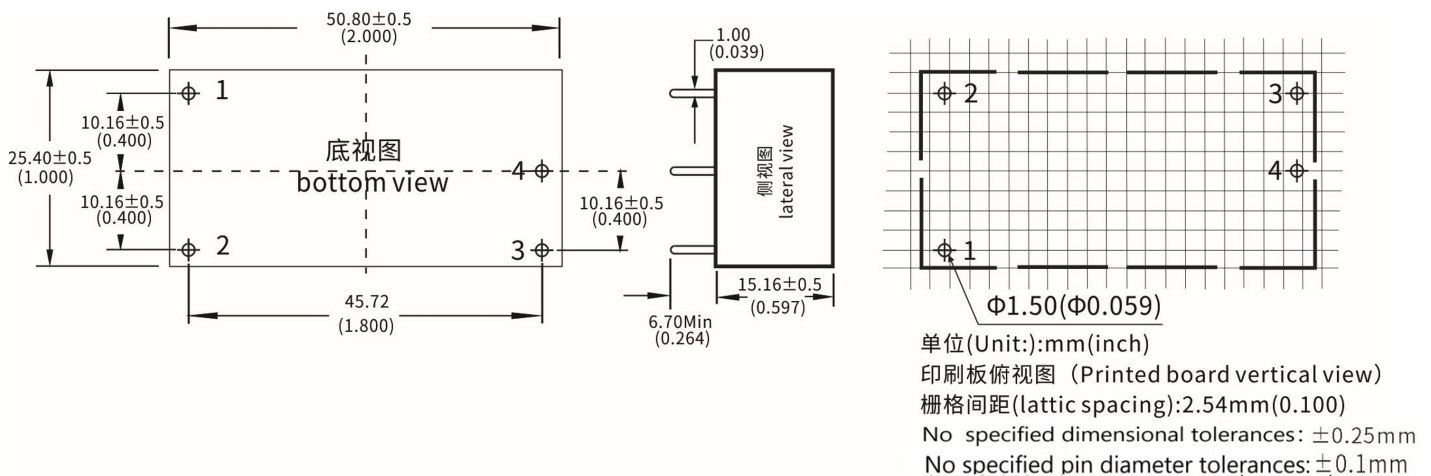 50.80±0.5
(2.000)
1
10.16±0.5
(0.400)
25.40±0.5
(1.000)
10.16±0.5
(0.400)
底视图
bottom view
4
10.16±0.5
(0.400)
2
3
45.72
(1.800)
1.00
(0.039)
侧视图
lateral view
15.16±0.5
(0.597)
6.70Min
(0.264)
2
3
4
1
Φ1.50(Φ0.059)
单位(Unit:):mm(inch)
印刷板俯视图（Printed board vertical view）
栅格间距(lattic spacing):2.54mm(0.100)
No specified dimensional tolerances: ±0.25mm
No specified pin diameter tolerances:±0.1mm